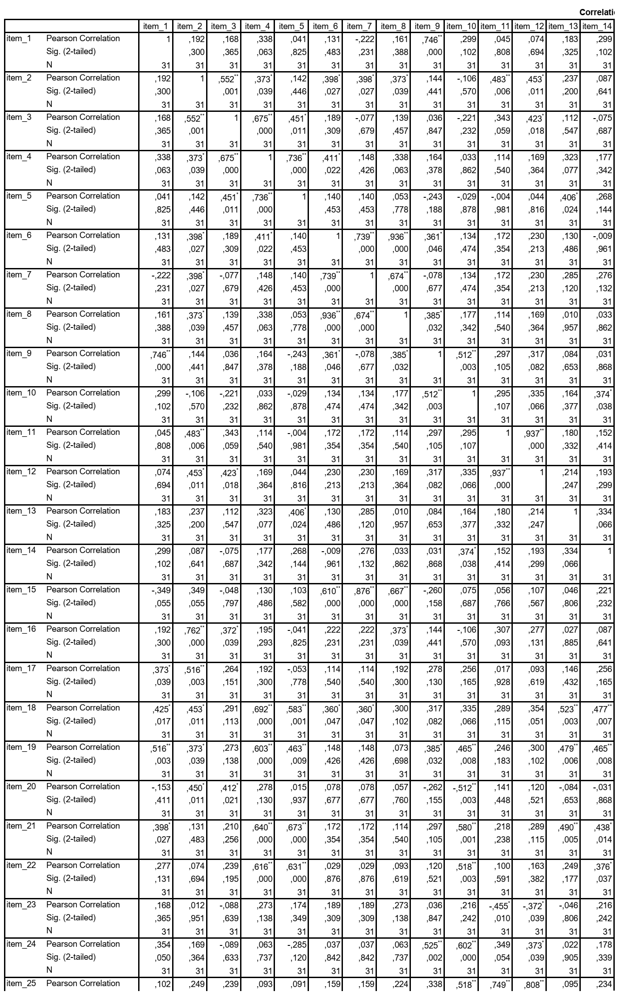 Correlati
item_1 item_2 item_3 item_4 item_5 item_6 item_7 item_8 item_9 item_10 item_11 item_12 item_13 item_14
item_1 Pearson Correlation 1 ,192 ,168 ,338 ,041 ,131 -,222 ,161 ,746** ,299 ,045 ,074 ,183 ,299
Sig. (2-tailed) ,300 ,365 ,063 ,825 ,483 ,231 ,388 ,000 ,102 ,808 ,694 ,325 ,102
N 31 31 31 31 31 31 31 31 31 31 31 31 31 31
item_2 Pearson Correlation ,192 1 ,552** ,373* ,142 ,398* ,398* ,373* ,144 -,106 ,483** ,453* ,237 ,087
Sig. (2-tailed) ,300 ,001 ,039 ,446 ,027 ,027 ,039 ,441 ,570 ,006 ,011 ,200 ,641
N 31 31 31 31 31 31 31 31 31 31 31 31 31 31
item_3 Pearson Correlation ,168 ,552** 1 ,675** ,451* ,189 -,077 ,139 ,036 -,221 ,343 ,423* ,112 -,075
Sig. (2-tailed) ,365 ,001 ,000 ,011 ,309 ,679 ,457 ,847 ,232 ,059 ,018 ,547 ,687
N 31 31 31 31 31 31 31 31 31 31 31 31 31 31
item_4 Pearson Correlation ,338 ,373* ,675** 1 ,736** ,411* ,148 ,338 ,164 ,033 ,114 ,169 ,323 ,177
Sig. (2-tailed) ,063 ,039 ,000 ,000 ,022 ,426 ,063 ,378 ,862 ,540 ,364 ,077 ,342
N 31 31 31 31 31 31 31 31 31 31 31 31 31 31
item_5 Pearson Correlation ,041 ,142 ,451* ,736** 1 ,140 ,140 ,053 -,243 -,029 -,004 ,044 ,406* ,268
Sig. (2-tailed) ,825 ,446 ,011 ,000 ,453 ,453 ,778 ,188 ,878 ,981 ,816 ,024 ,144
N 31 31 31 31 31 31 31 31 31 31 31 31 31 31
item_6 Pearson Correlation ,131 ,398* ,189 ,411* ,140 1 ,739** ,936** ,361* ,134 ,172 ,230 ,130 -,009
Sig. (2-tailed) ,483 ,027 ,309 ,022 ,453 ,000 ,000 ,046 ,474 ,354 ,213 ,486 ,961
N 31 31 31 31 31 31 31 31 31 31 31 31 31 31
item_7 Pearson Correlation -,222 ,398* -,077 ,148 ,140 ,739** 1 ,674** -,078 ,134 ,172 ,230 ,285 ,276
Sig. (2-tailed) ,231 ,027 ,679 ,426 ,453 ,000 ,000 ,677 ,474 ,354 ,213 ,120 ,132
N 31 31 31 31 31 31 31 31 31 31 31 31 31 31
item_8 Pearson Correlation ,161 ,373* ,139 ,338 ,053 ,936** ,674** 1 ,385* ,177 ,114 ,169 ,010 ,033
Sig. (2-tailed) ,388 ,039 ,457 ,063 ,778 ,000 ,000 ,032 ,342 ,540 ,364 ,957 ,862
N 31 31 31 31 31 31 31 31 31 31 31 31 31 31
item_9 Pearson Correlation ,746** ,144 ,036 ,164 -,243 ,361* -,078 ,385* 1 ,512** ,297 ,317 ,084 ,031
Sig. (2-tailed) ,000 ,441 ,847 ,378 ,188 ,046 ,677 ,032 ,003 ,105 ,082 ,653 ,868
N 31 31 31 31 31 31 31 31 31 31 31 31 31 31
item_10 Pearson Correlation ,299 -,106 -,221 ,033 -,029 ,134 ,134 ,177 ,512** 1 ,295 ,335 ,164 ,374*
Sig. (2-tailed) ,102 ,570 ,232 ,862 ,878 ,474 ,474 ,342 ,003 ,107 ,066 ,377 ,038
N 31 31 31 31 31 31 31 31 31 31 31 31 31 31
item_11 Pearson Correlation ,045 ,483** ,343 ,114 -,004 ,172 ,172 ,114 ,297 ,295 1 ,937** ,180 ,152
Sig. (2-tailed) ,808 ,006 ,059 ,540 ,981 ,354 ,354 ,540 ,105 ,107 ,000 ,332 ,414
N 31 31 31 31 31 31 31 31 31 31 31 31 31 31
item_12 Pearson Correlation ,074 ,453* ,423* ,169 ,044 ,230 ,230 ,169 ,317 ,335 ,937** 1 ,214 ,193
Sig. (2-tailed) ,694 ,011 ,018 ,364 ,816 ,213 ,213 ,364 ,082 ,066 ,000 ,247 ,299
N 31 31 31 31 31 31 31 31 31 31 31 31 31 31
item_13 Pearson Correlation ,183 ,237 ,112 ,323 ,406* ,130 ,285 ,010 ,084 ,164 ,180 ,214 1 ,334
Sig. (2-tailed) ,325 ,200 ,547 ,077 ,024 ,486 ,120 ,957 ,653 ,377 ,332 ,247 ,066
N 31 31 31 31 31 31 31 31 31 31 31 31 31 31
item_14 Pearson Correlation ,299 ,087 -,075 ,177 ,268 -,009 ,276 ,033 ,031 ,374* ,152 ,193 ,334 1
Sig. (2-tailed) ,102 ,641 ,687 ,342 ,144 ,961 ,132 ,862 ,868 ,038 ,414 ,299 ,066
N 31 31 31 31 31 31 31 31 31 31 31 31 31 31
item_15 Pearson Correlation -,349 ,349 -,048 ,130 ,103 ,610** ,876** ,667** -,260 ,075 ,056 ,107 ,046 ,221
Sig. (2-tailed) ,055 ,055 ,797 ,486 ,582 ,000 ,000 ,000 ,158 ,687 ,766 ,567 ,806 ,232
N 31 31 31 31 31 31 31 31 31 31 31 31 31 31
item_16 Pearson Correlation ,192 ,762** ,372* ,195 -,041 ,222 ,222 ,373* ,144 -,106 ,307 ,277 ,027 ,087
Sig. (2-tailed) ,300 ,000 ,039 ,293 ,825 ,231 ,231 ,039 ,441 ,570 ,093 ,131 ,885 ,641
N 31 31 31 31 31 31 31 31 31 31 31 31 31 31
item_17 Pearson Correlation ,373* ,516** ,264 ,192 -,053 ,114 ,114 ,192 ,278 ,256 ,017 ,093 ,146 ,256
Sig. (2-tailed) ,039 ,003 ,151 ,300 ,778 ,540 ,540 ,300 ,130 ,165 ,928 ,619 ,432 ,165
N 31 31 31 31 31 31 31 31 31 31 31 31 31 31
item_18 Pearson Correlation ,425* ,453* ,291 ,692** ,583** ,360* ,360* ,300 ,317 ,335 ,289 ,354 ,523** ,477**
Sig. (2-tailed) ,017 ,011 ,113 ,000 ,001 ,047 ,047 ,102 ,082 ,066 ,115 ,051 ,003 ,007
N 31 31 31 31 31 31 31 31 31 31 31 31 31 31
item_19 Pearson Correlation ,516** ,373* ,273 ,603** ,463** ,148 ,148 ,073 ,385* ,465** ,246 ,300 ,479** ,465**
Sig. (2-tailed) ,003 ,039 ,138 ,000 ,009 ,426 ,426 ,698 ,032 ,008 ,183 ,102 ,006 ,008
N 31 31 31 31 31 31 31 31 31 31 31 31 31 31
item_20 Pearson Correlation -,153 ,450* ,412* ,278 ,015 ,078 ,078 ,057 -,262 -,512** ,141 ,120 -,084 -,031
Sig. (2-tailed) ,411 ,011 ,021 ,130 ,937 ,677 ,677 ,760 ,155 ,003 ,448 ,521 ,653 ,868
N 31 31 31 31 31 31 31 31 31 31 31 31 31 31
item_21 Pearson Correlation ,398* ,131 ,210 ,640** ,673** ,172 ,172 ,114 ,297 ,580** ,218 ,289 ,490** ,438*
Sig. (2-tailed) ,027 ,483 ,256 ,000 ,000 ,354 ,354 ,540 ,105 ,001 ,238 ,115 ,005 ,014
N 31 31 31 31 31 31 31 31 31 31 31 31 31 31
item_22 Pearson Correlation ,277 ,074 ,239 ,616** ,631** ,029 ,029 ,093 ,120 ,518** ,100 ,163 ,249 ,376*
Sig. (2-tailed) ,131 ,694 ,195 ,000 ,000 ,876 ,876 ,619 ,521 ,003 ,591 ,382 ,177 ,037
N 31 31 31 31 31 31 31 31 31 31 31 31 31 31
item_23 Pearson Correlation ,168 ,012 -,088 ,273 ,174 ,189 ,189 ,273 ,036 ,216 -,455* -,372* -,046 ,216
Sig. (2-tailed) ,365 ,951 ,639 ,138 ,349 ,309 ,309 ,138 ,847 ,242 ,010 ,039 ,806 ,242
N 31 31 31 31 31 31 31 31 31 31 31 31 31 31
item_24 Pearson Correlation ,354 ,169 -,089 ,063 -,285 ,037 ,037 ,063 ,525** ,602** ,349 ,373* ,022 ,178
Sig. (2-tailed) ,050 ,364 ,633 ,737 ,120 ,842 ,842 ,737 ,002 ,000 ,054 ,039 ,905 ,339
N 31 31 31 31 31 31 31 31 31 31 31 31 31 31
item_25 Pearson Correlation ,102 ,249 ,239 ,093 ,091 ,159 ,159 ,224 ,338 ,518** ,749** ,808** ,095 ,234